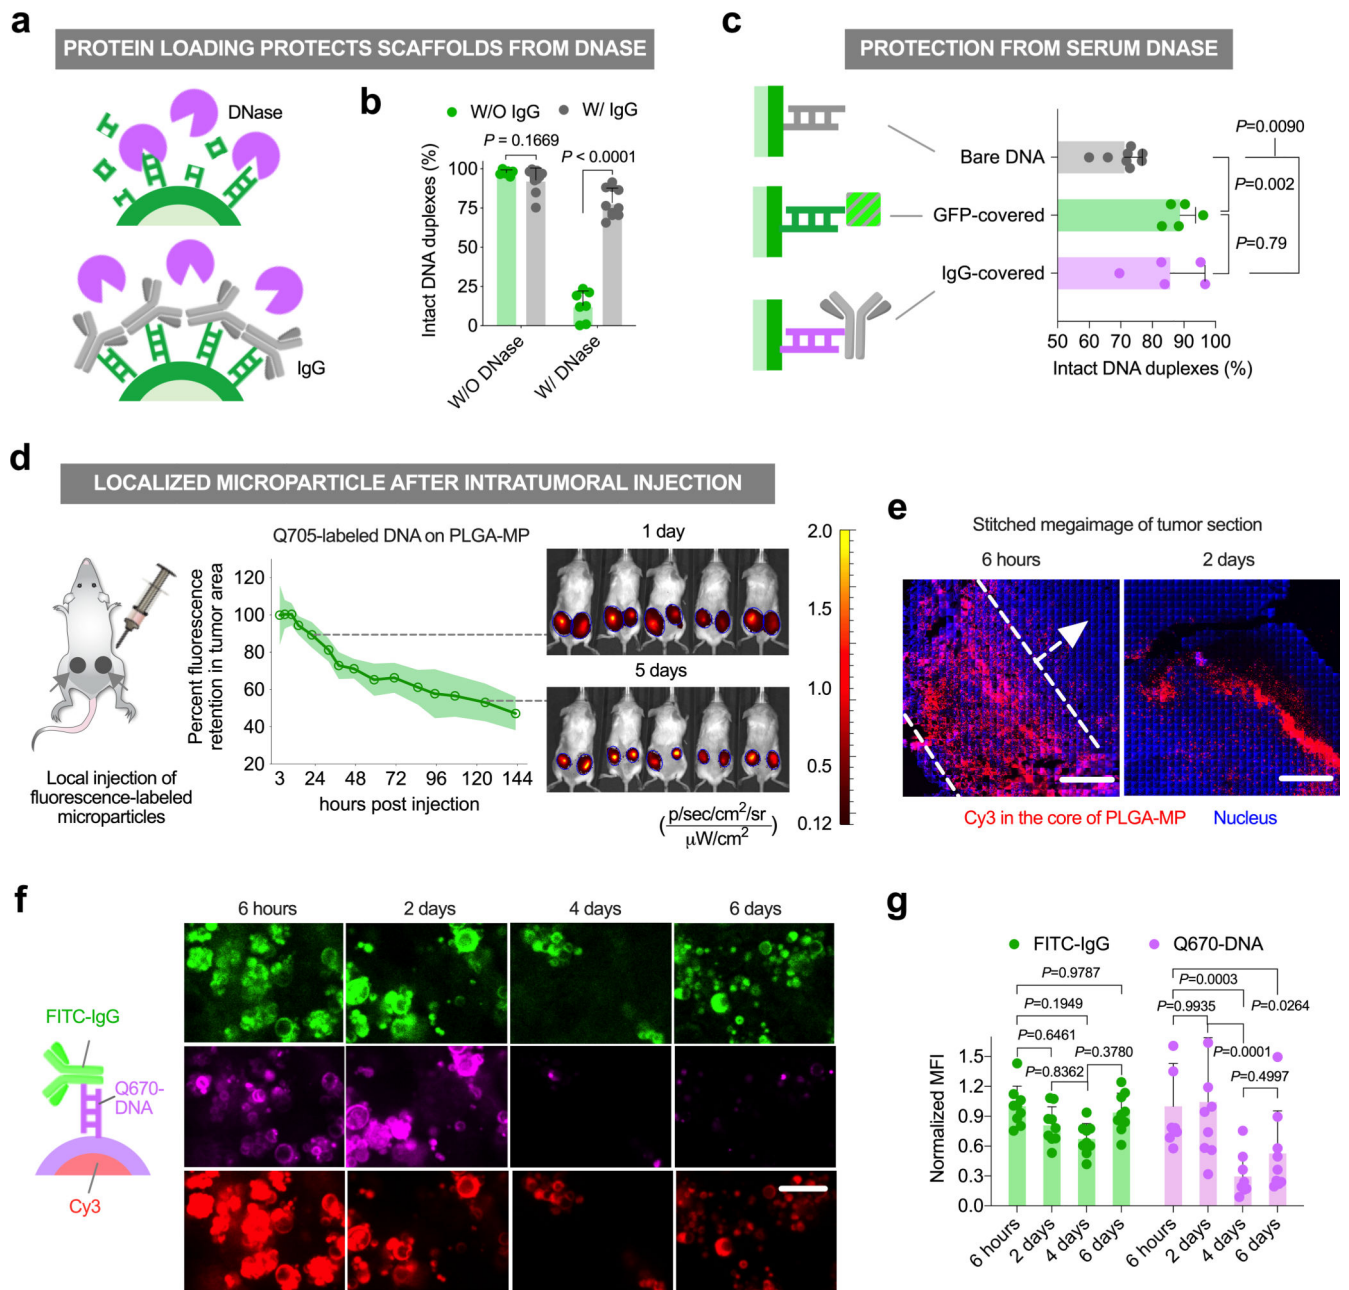 a
PROTEIN LOADING PROTECTS SCAFFOLDS FROM DNASE
DNase
IgG
b
W/O IgG
W/ IgG
P = 0.1669
P < 0.0001
Intact DNA duplexes (%)
100
75
50
25
0
W/O DNase
W/ DNase
c
PROTECTION FROM SERUM DNASE
Bare DNA
GFP-covered
IgG-covered
P=0.0090
P=0.002
P=0.79
50 60 70 80 90 100
Intact DNA duplexes (%)
d
LOCALIZED MICROPARTICLE AFTER INTRATUMORAL INJECTION
Local injection of
fluorescence-labeled
microparticles
Q705-labeled DNA on PLGA-MP
Percent fluorescence
retention in tumor area
120
100
80
60
40
20
3 24 48 72 96 120 144
hours post injection
1 day
5 days
2.0
1.5
1.0
0.5
0.12
(p/sec/cm²/sr
μW/cm²)
e
Stitched megaimage of tumor section
6 hours
2 days
Cy3 in the core of PLGA-MP
Nucleus
f
6 hours
2 days
4 days
6 days
FITC-IgG
Q670-
DNA
Cy3
g
FITC-IgG
Q670-DNA
P=0.9787
P=0.1949
P=0.6461
P=0.8362
P=0.3780
P=0.0003
P=0.9935
P=0.0264
P=0.0001
P=0.4997
Normalized MFI
1.5
1.2
0.9
0.6
0.3
0.0
6 hours
2 days
4 days
6 days
6 hours
2 days
4 days
6 days